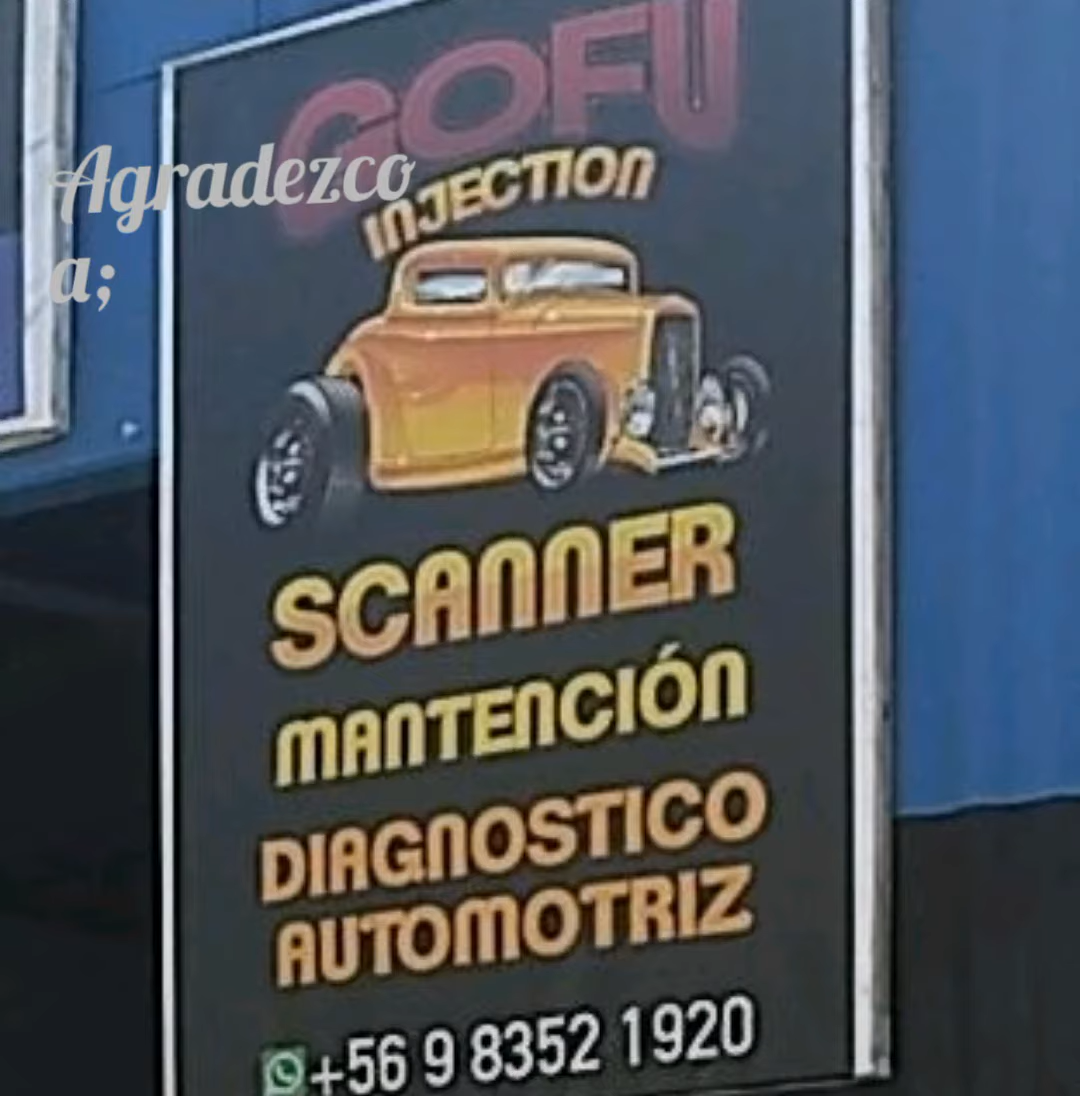 GOFU
Agradezco
a;
INJECTION
SCANNER
MANTENCIÓN
DIAGNOSTICO
AUTOMOTRIZ
+56 9 8352 1920